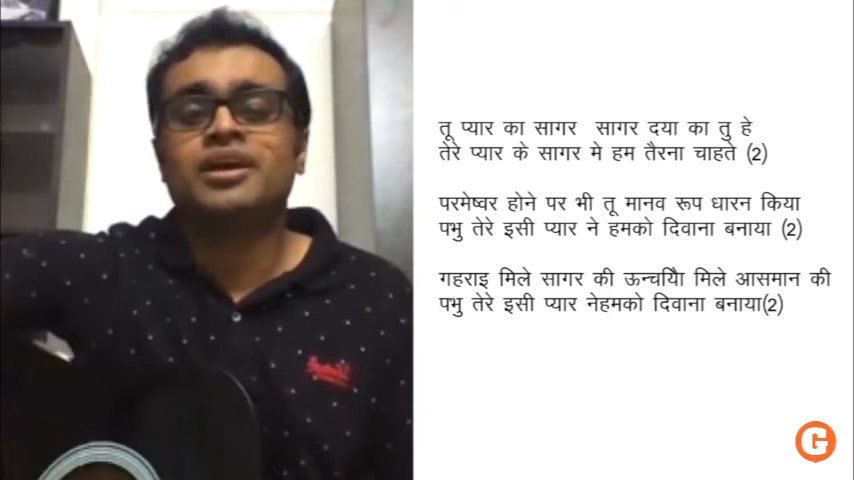 तू प्यार का सागर सागर दया का तु हे
तेरे प्यार के सागर मे हम तैरना चाहते (2)
परमेष्वर होने पर भी तू मानव रूप धारन किया
पभु तेरे इसी प्यार ने हमको दिवाना बनाया (2)
गहराइ मिले सागर की ऊन्चयैाि मिले आसमान की
पभु तेरे इसी प्यार नेहमको दिवाना बनाया(2)
G